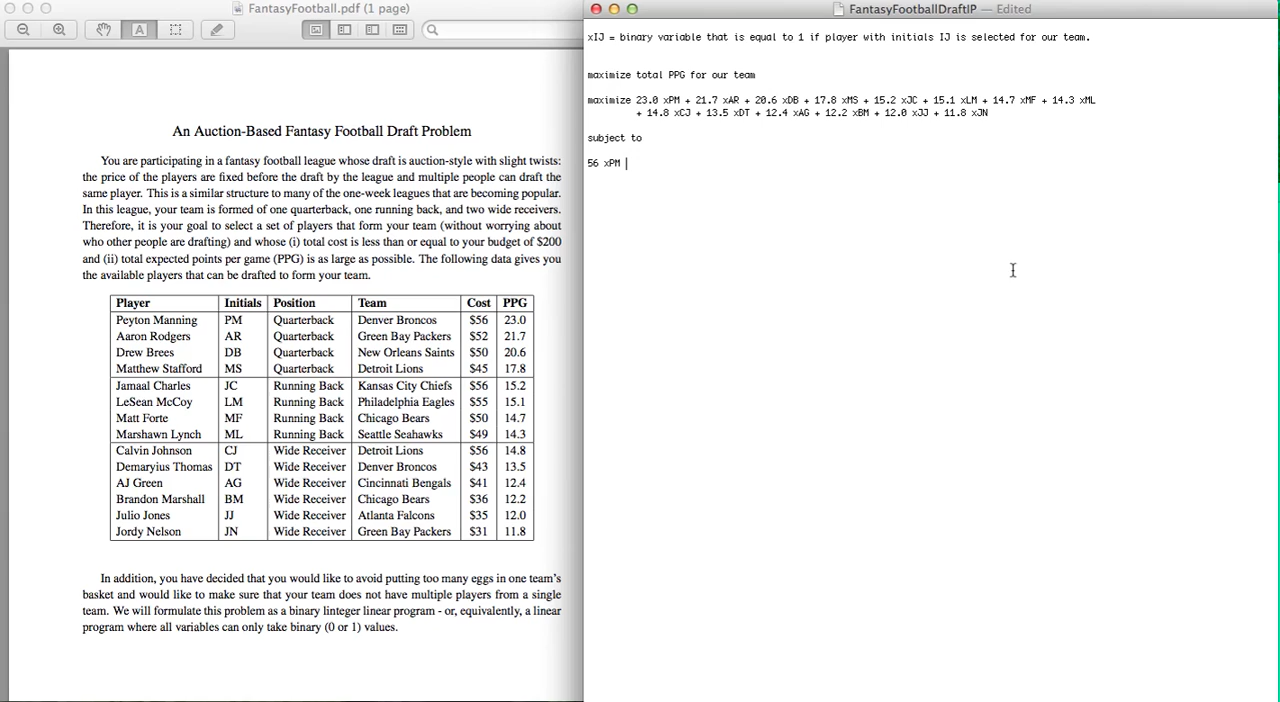 FantasyFootball.pdf (1 page)
An Auction-Based Fantasy Football Draft Problem
You are participating in a fantasy football league whose draft is auction-style with slight twists:
the price of the players are fixed before the draft by the league and multiple people can draft the
same player. This is a similar structure to many of the one-week leagues that are becoming popular.
In this league, your team is formed of one quarterback, one running back, and two wide receivers.
Therefore, it is your goal to select a set of players that form your team (without worrying about
who other people are drafting) and whose (i) total cost is less than or equal to your budget of $200
and (ii) total expected points per game (PPG) is as large as possible. The following data gives you
the available players that can be drafted to form your team.
Player Initials Position Team Cost PPG
Peyton Manning PM Quarterback Denver Broncos $56 23.0
Aaron Rodgers AR Quarterback Green Bay Packers $52 21.7
Drew Brees DB Quarterback New Orleans Saints $50 20.6
Matthew Stafford MS Quarterback Detroit Lions $45 17.8
Jamaal Charles JC Running Back Kansas City Chiefs $56 15.2
LeSean McCoy LM Running Back Philadelphia Eagles $55 15.1
Matt Forte MF Running Back Chicago Bears $50 14.7
Marshawn Lynch ML Running Back Seattle Seahawks $49 14.3
Calvin Johnson CJ Wide Receiver Detroit Lions $56 14.8
Demaryius Thomas DT Wide Receiver Denver Broncos $43 13.5
AJ Green AG Wide Receiver Cincinnati Bengals $41 12.4
Brandon Marshall BM Wide Receiver Chicago Bears $36 12.2
Julio Jones JJ Wide Receiver Atlanta Falcons $35 12.0
Jordy Nelson JN Wide Receiver Green Bay Packers $31 11.8
In addition, you have decided that you would like to avoid putting too many eggs in one team's
basket and would like to make sure that your team does not have multiple players from a single
team. We will formulate this problem as a binary linteger linear program - or, equivalently, a linear
program where all variables can only take binary (0 or 1) values.
FantasyFootballDraftIP — Edited
xIJ = binary variable that is equal to 1 if player with initials IJ is selected for our team.
maximize total PPG for our team
maximize 23.0 xPM + 21.7 xAR + 20.6 xDB + 17.8 xMS + 15.2 xJC + 15.1 xLM + 14.7 xMF + 14.3 xML
+ 14.8 xCJ + 13.5 xDT + 12.4 xAG + 12.2 xBM + 12.0 xJJ + 11.8 xJN
subject to
56 xPM